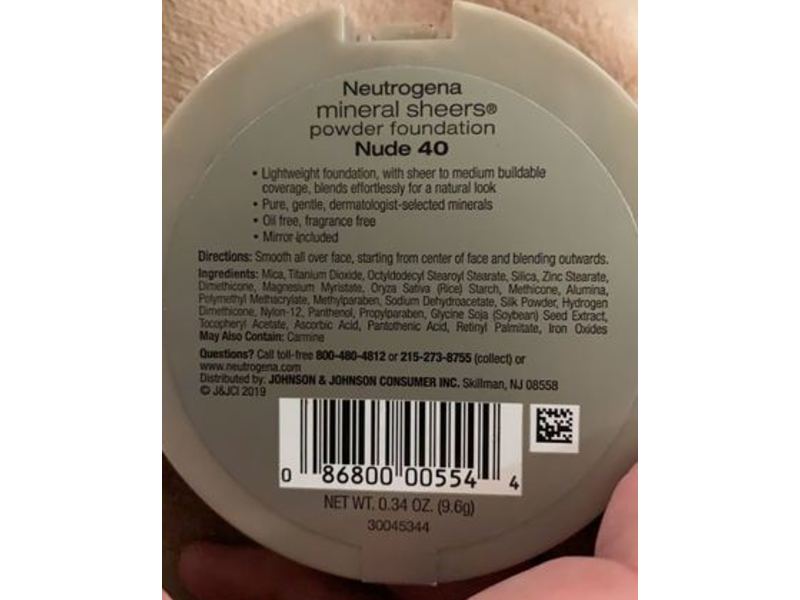 Neutrogena
mineral sheers®
powder foundation
Nude 40
• Lightweight foundation, with sheer to medium buildable
coverage, blends effortlessly for a natural look
• Pure, gentle, dermatologist-selected minerals
• Oil free, fragrance free
• Mirror included
Directions: Smooth all over face, starting from center of face and blending outwards.
Ingredients: Mica, Titanium Dioxide, Octyldodecyl Stearoyl Stearate, Silica, Zinc Stearate,
Dimethicone, Magnesium Myristate, Oryza Sativa (Rice) Starch, Methicone, Alumina,
Polymethyl Methacrylate, Methylparaben, Sodium Dehydroacetate, Silk Powder, Hydrogen
Dimethicone, Nylon-12, Panthenol, Propylparaben, Glycine Soja (Soybean) Seed Extract,
Tocopheryl Acetate, Ascorbic Acid, Pantothenic Acid, Retinyl Palmitate, Iron Oxides
May Also Contain: Carmine
Questions? Call toll-free 800-480-4812 or 215-273-8755 (collect) or
www.neutrogena.com
Distributed by: JOHNSON & JOHNSON CONSUMER INC. Skillman, NJ 08558
© J&JCI 2019
0 86800 00554 4
NET WT. 0.34 OZ. (9.6g)
30045344